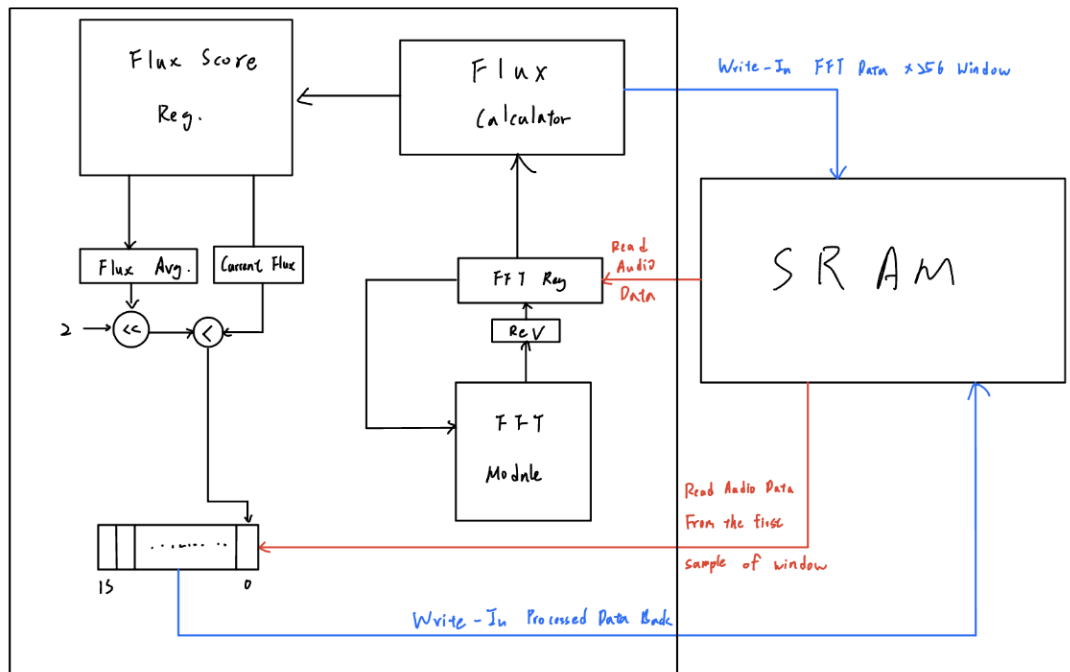 Flux Score
Reg.
Flux
Calculator
Write-In FFT Data x256 Window
SRAM
Flux Avg.
Current Flux
Read
Audio
Data
FFT Reg
2
<<
<
Rev
FFT
Module
Read Audio Data
From the first
sample of window
15
.........
0
Write-In Processed Data Back